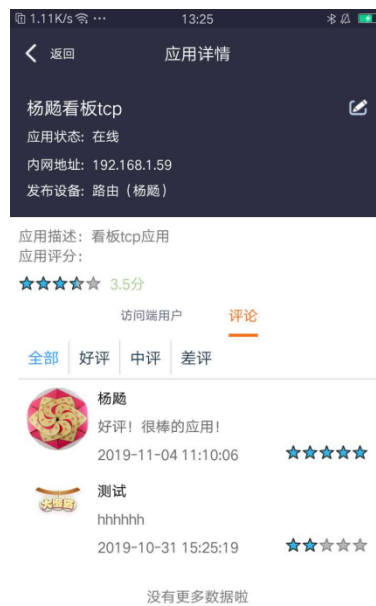 1.11K/s ... 13:25
返回 应用详情
杨飏看板tcp
应用状态: 在线
内网地址: 192.168.1.59
发布设备: 路由（杨飏）
应用描述: 看板tcp应用
应用评分:
3.5分
访问端用户 评论
全部 好评 中评 差评
杨飏
好评！很棒的应用！
2019-11-04 11:10:06
测试
hhhhhh
2019-10-31 15:25:19
没有更多数据啦